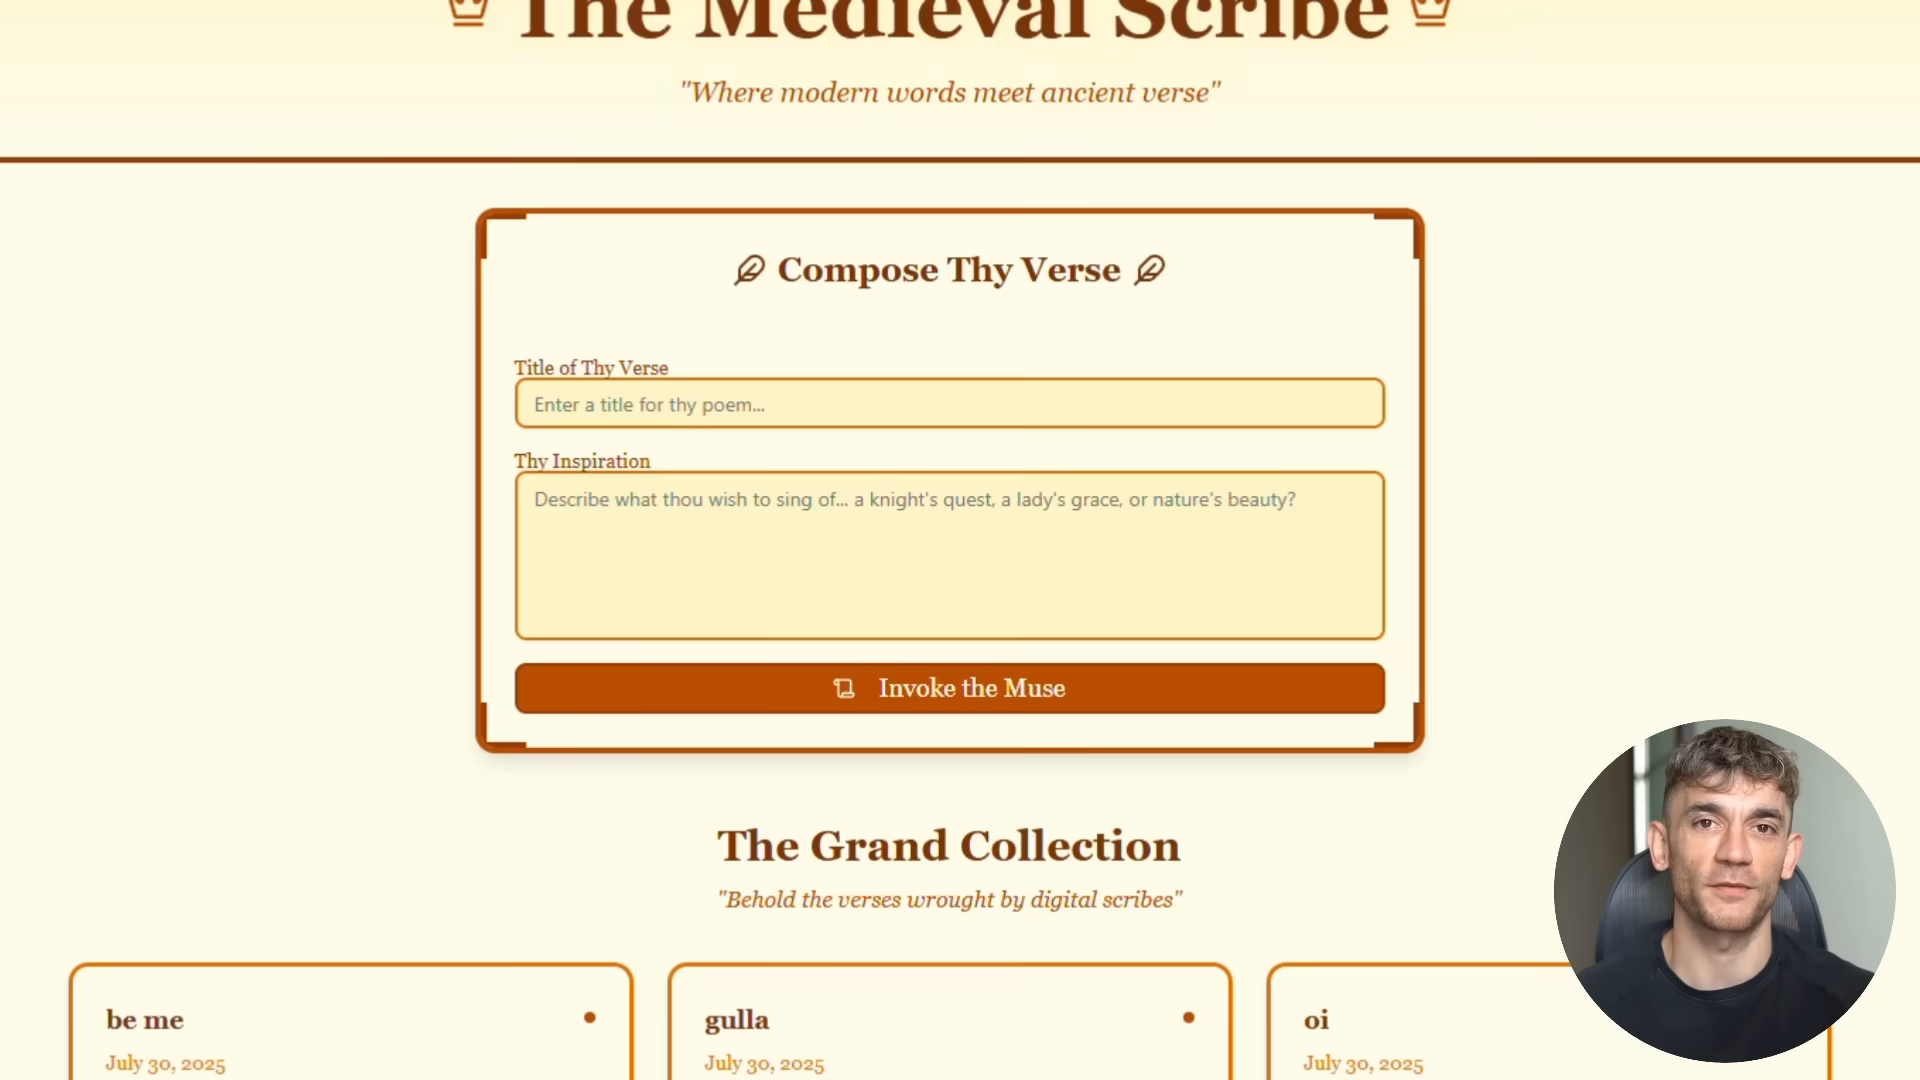 The Medieval Scribe
"Where modern words meet ancient verse"
Compose Thy Verse
Title of Thy Verse
Enter a title for thy poem...
Thy Inspiration
Describe what thou wish to sing of... a knight's quest, a lady's grace, or nature's beauty?
Invoke the Muse
The Grand Collection
"Behold the verses wrought by digital scribes"
be me
July 30, 2025
gulla
July 30, 2025
oi
July 30, 2025